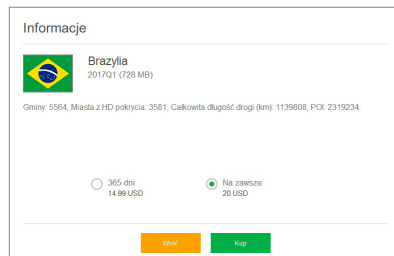 Informacje
Brazylia
2017Q1 (728 MB)
Gminy: 5564, Miasta z HD pokrycia: 3581, Całkowita długość drogi (km): 1139808, POI: 2319234.
365 dni
14.99 USD
Na zawsze
20 USD
Wróć
Kup